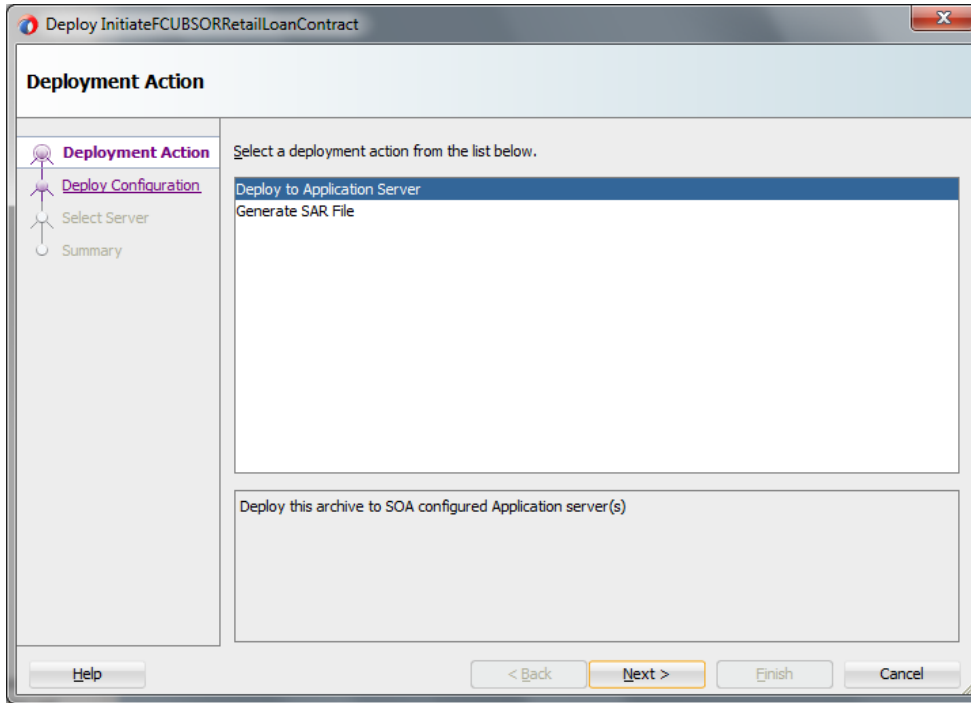 Deploy InitiateFCUBSORRetailLoanContract
Deployment Action
Deployment Action
Deploy Configuration
Select Server
Summary
Select a deployment action from the list below.
Deploy to Application Server
Generate SAR File
Deploy this archive to SOA configured Application server(s)
Help
< Back
Next >
Finish
Cancel